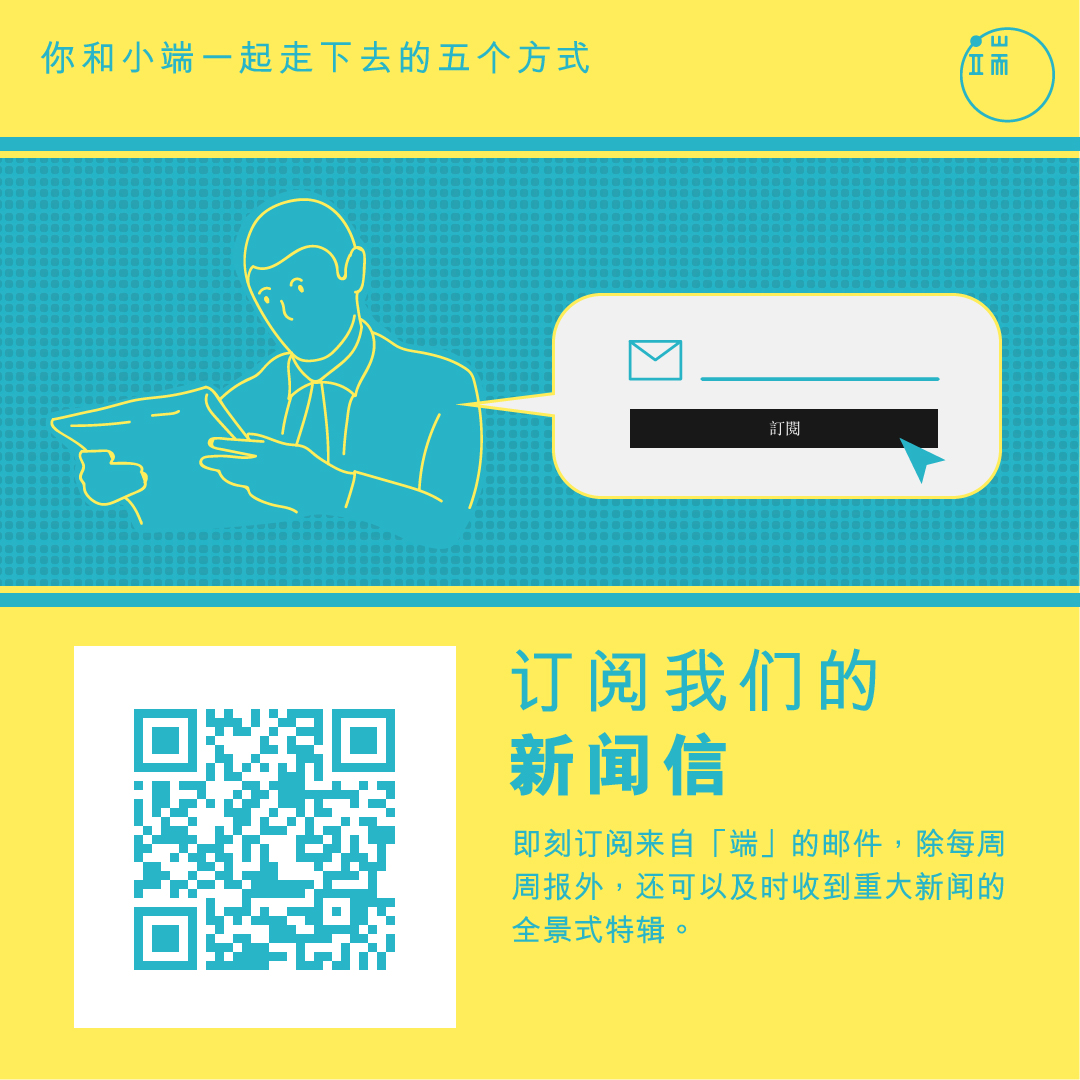 你和小端一起走下去的五个方式
端
訂閱
订阅我们的
新闻信
即刻订阅来自「端」的邮件，除每周
周报外，还可以及时收到重大新闻的
全景式特辑。